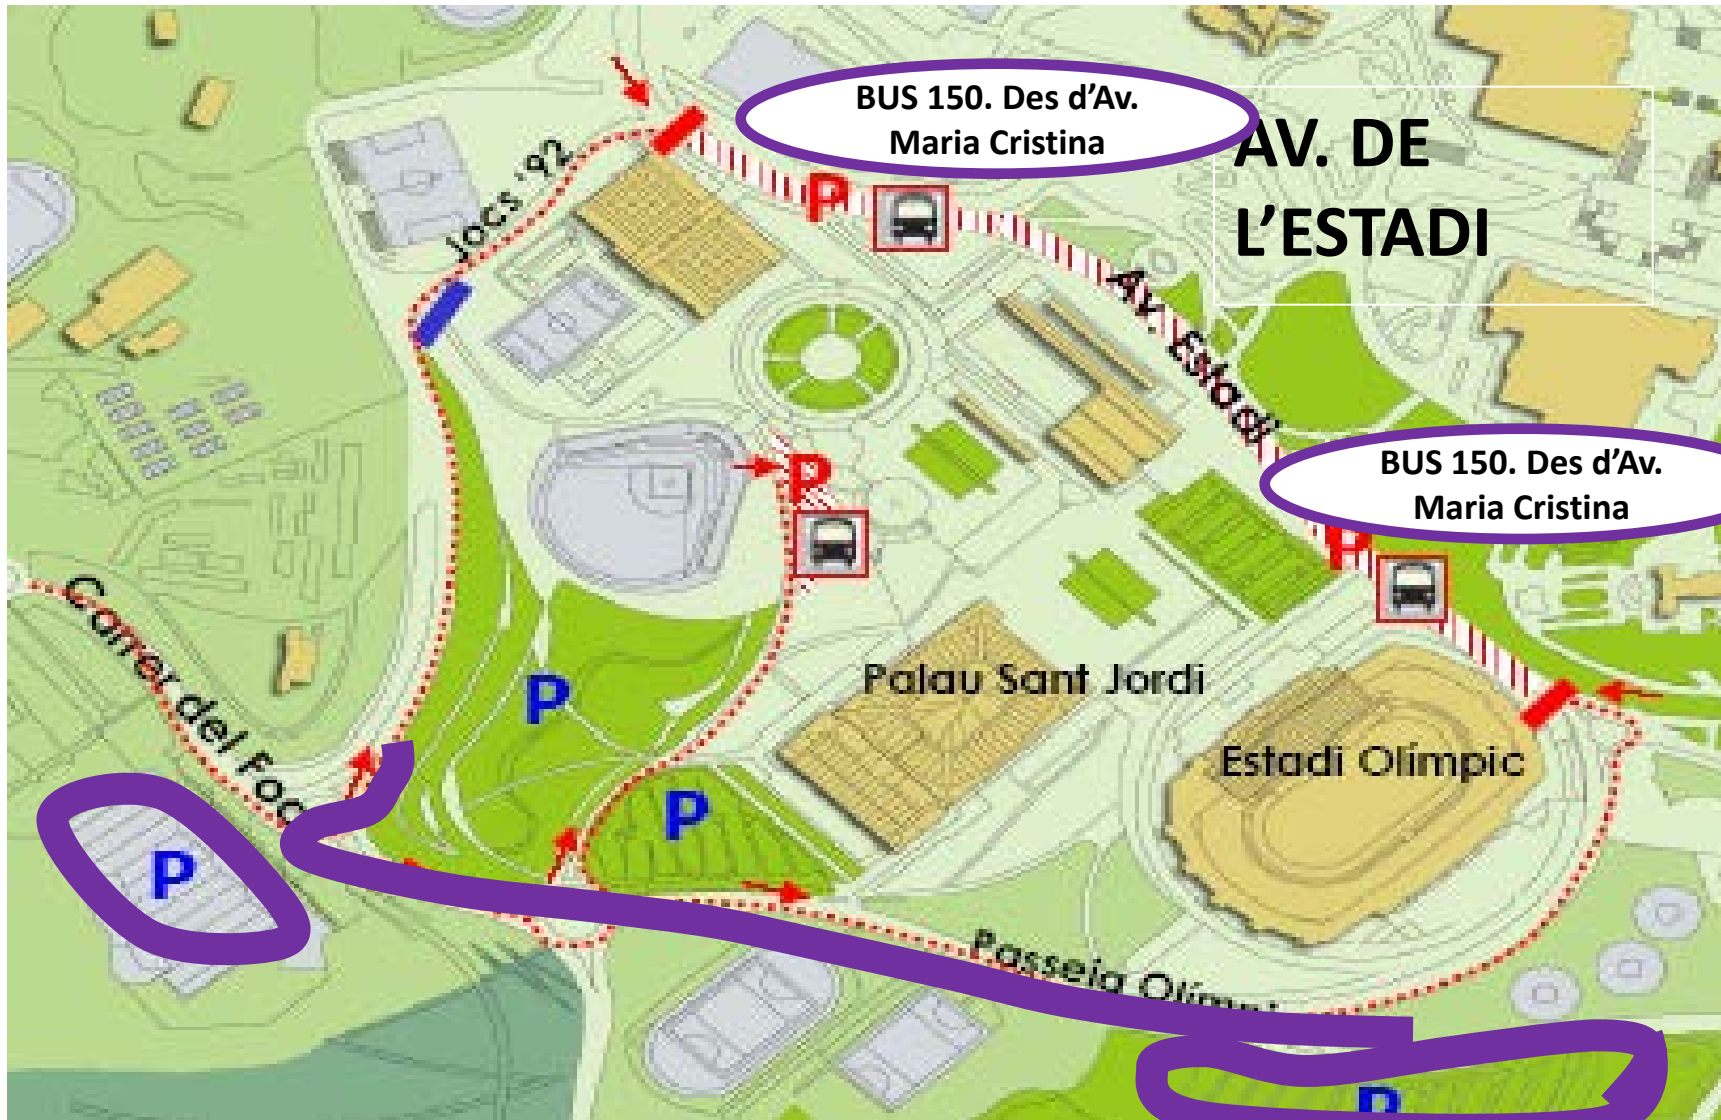 BUS 150. Des d'Av.
Maria Cristina
AV. DE
L'ESTADI
Jocs '92
P
Av. Estadi
P
BUS 150. Des d'Av.
Maria Cristina
P
Carrer del Foc
P
Palau Sant Jordi
Estadi Olímpic
P
P
Passeig Olímpi
P